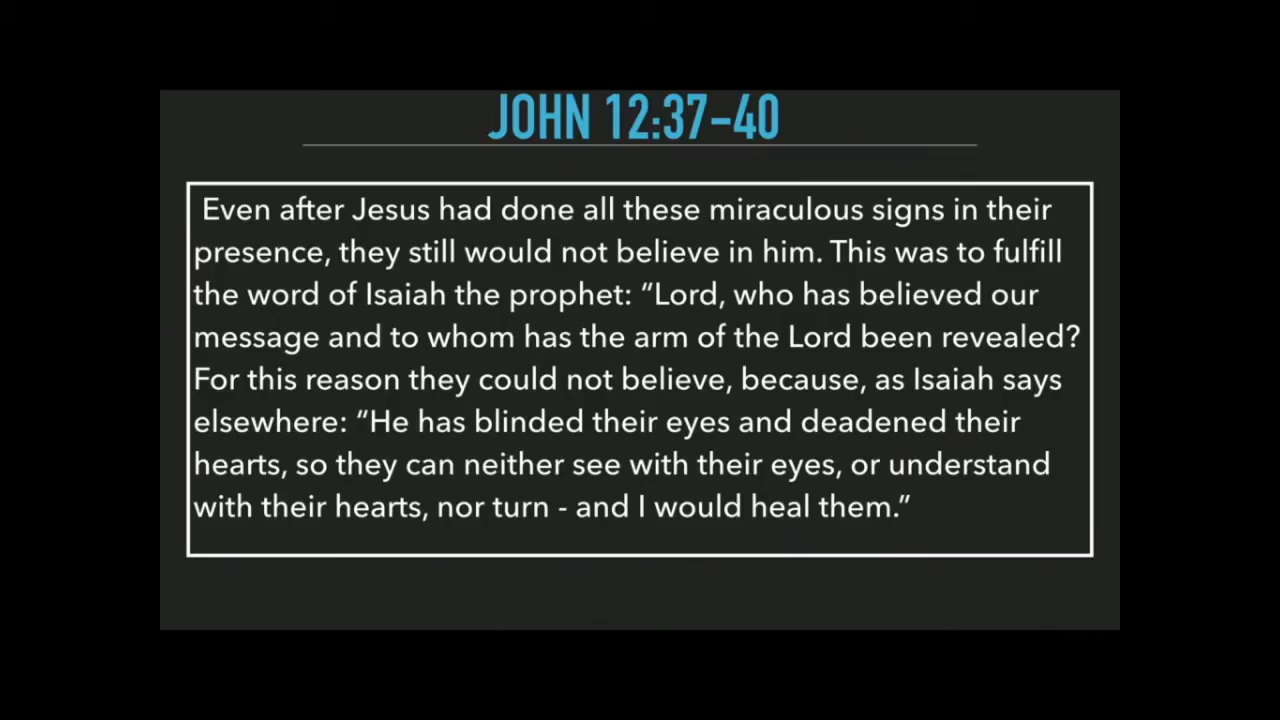 JOHN 12:37–40
Even after Jesus had done all these miraculous signs in their
presence, they still would not believe in him. This was to fulfill
the word of Isaiah the prophet: “Lord, who has believed our
message and to whom has the arm of the Lord been revealed?
For this reason they could not believe, because, as Isaiah says
elsewhere: “He has blinded their eyes and deadened their
hearts, so they can neither see with their eyes, or understand
with their hearts, nor turn - and I would heal them.”